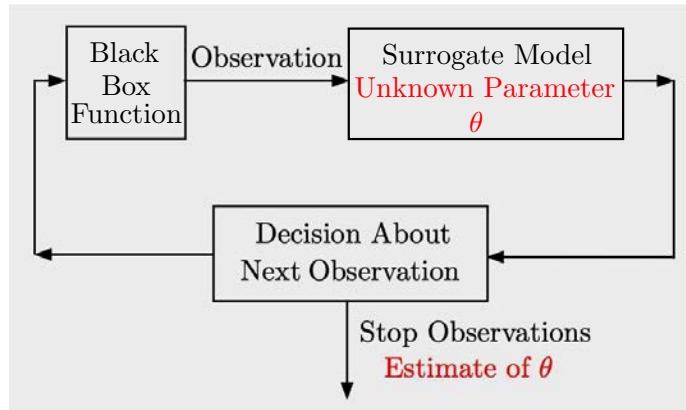 Black
Box
Function
Observation
Surrogate Model
Unknown Parameter
θ
Decision About
Next Observation
Stop Observations
Estimate of θ